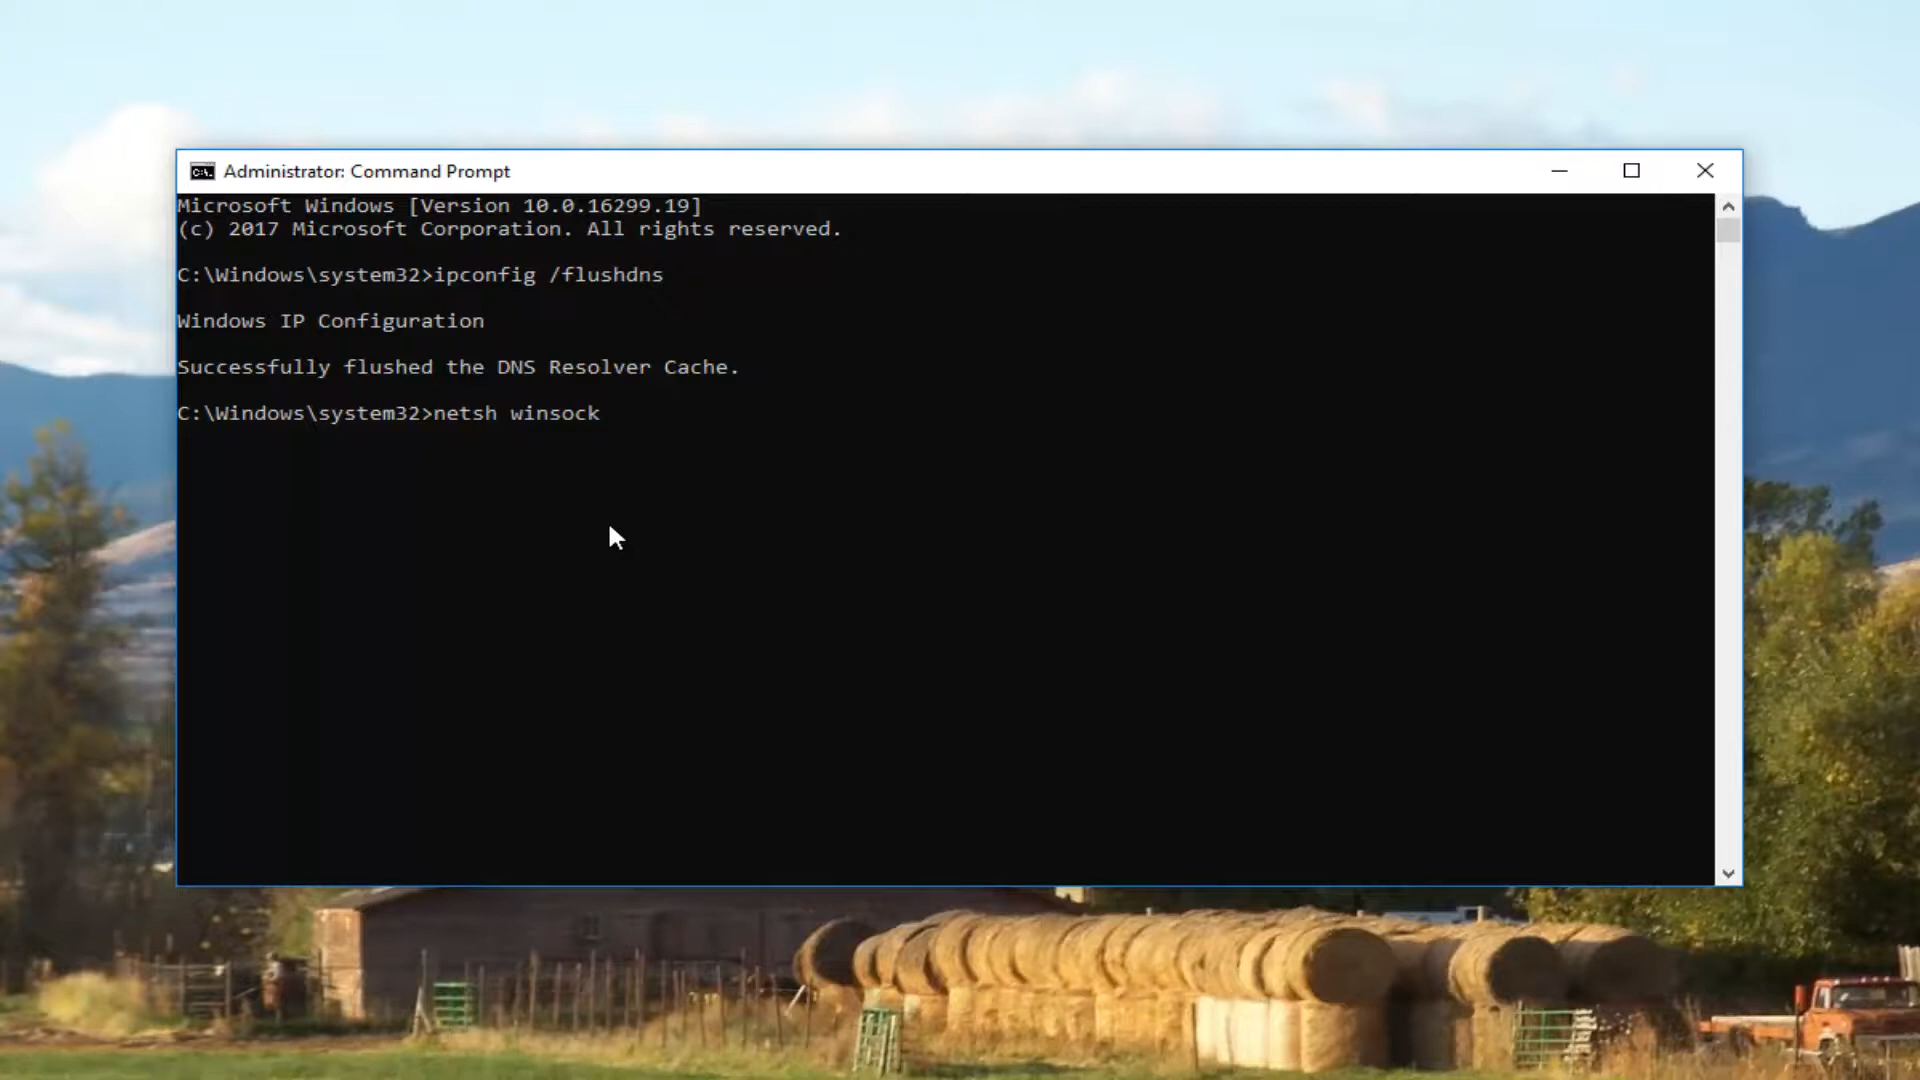 Administrator: Command Prompt
Microsoft Windows [Version 10.0.16299.19]
(c) 2017 Microsoft Corporation. All rights reserved.
C:\Windows\system32>ipconfig /flushdns
Windows IP Configuration
Successfully flushed the DNS Resolver Cache.
C:\Windows\system32>netsh winsock